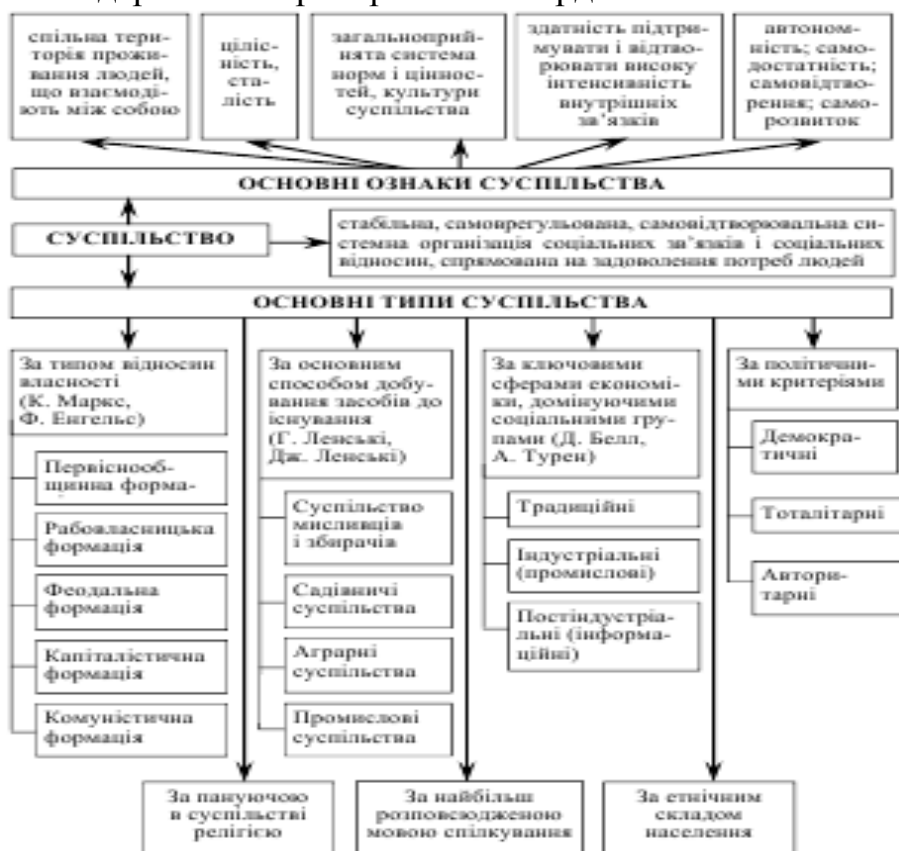 спільна тери-
торія прожи-
вання людей,
що взаємоді-
ють між собою
ціліс-
ність,
ста-
лість
загальноприй-
нята система
норм і ціннос-
тей, культури
суспільства
здатність підтри-
мувати і відтво-
рювати високу
інтенсивність
внутрішніх
зв’язків
автоном-
ність; само-
достатність;
самовідтво-
рення; само-
розвиток
ОСНОВНІ ОЗНАКИ СУСПІЛЬСТВА
СУСПІЛЬСТВО
стабільна, саморегульована, самовідтворювальна си-
стемна організація соціальних зв’язків і соціальних
відносин, спрямована на задоволення потреб людей
ОСНОВНІ ТИПИ СУСПІЛЬСТВА
За типом відносин
власності
(К. Маркс,
Ф. Енгельс)
Первіснооб-
щинна форма-
Рабовласницька
формація
Феодальна
формація
Капіталістична
формація
Комуністична
формація
За основним
способом добу-
вання засобів до
існування
(Г. Ленські,
Дж. Ленські)
Суспільство
мисливців
і збирачів
Садівничі
суспільства
Аграрні
суспільства
Промислові
суспільства
За ключовими
сферами економі-
ки, домінуючими
соціальними гру-
пами (Д. Белл,
А. Турен)
Традиційні
Індустріальні
(промислові)
Постіндустріа-
льні (інформа-
ційні)
За політични-
ми критеріями
Демокра-
тичні
Тоталітарні
Автори-
тарні
За пануючою
в суспільстві
релігією
За найбільш
розповсюдженою
мовою спілкування
За етнічним
складом
населення